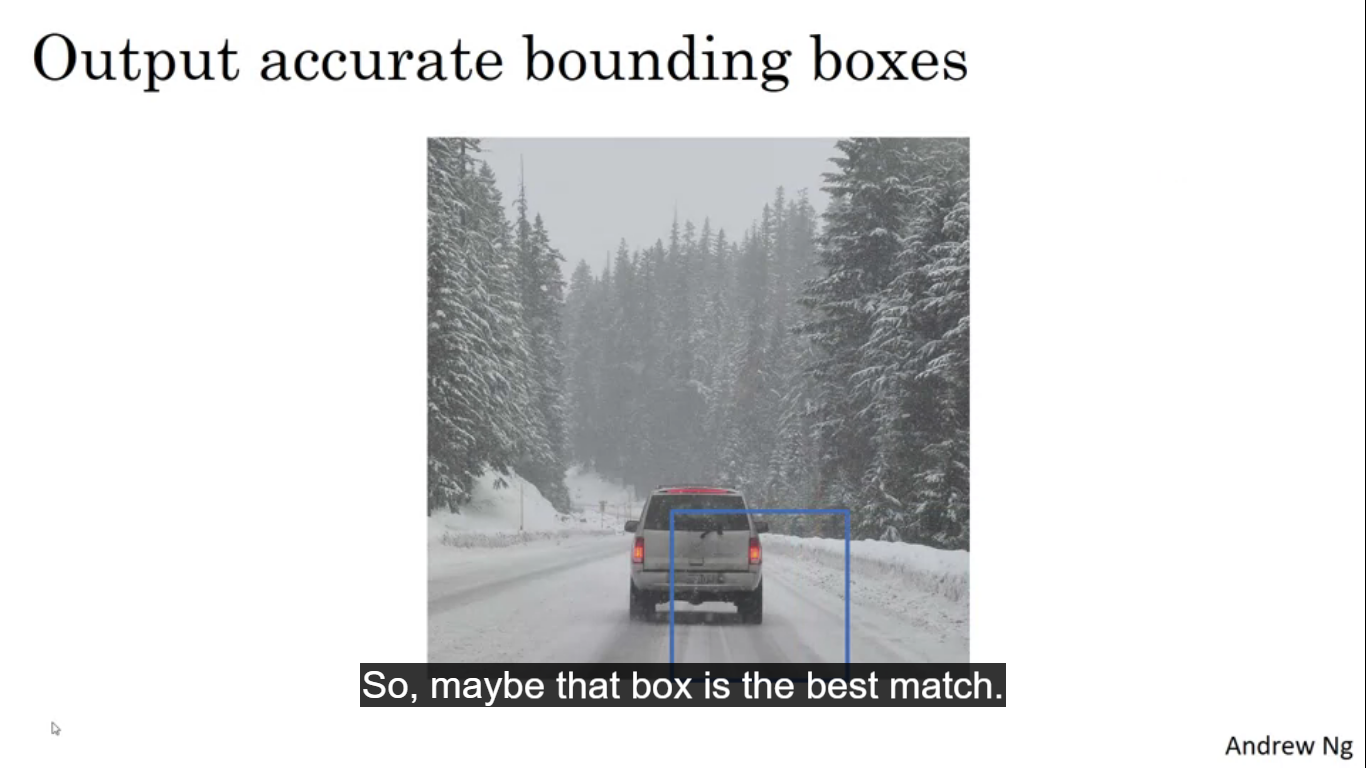 Output accurate bounding boxes
So, maybe that box is the best match.
Andrew Ng